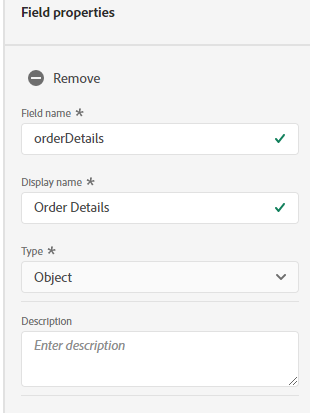 Field properties
Remove
Field name *
orderDetails
Display name *
Order Details
Type *
Object
Description
Enter description